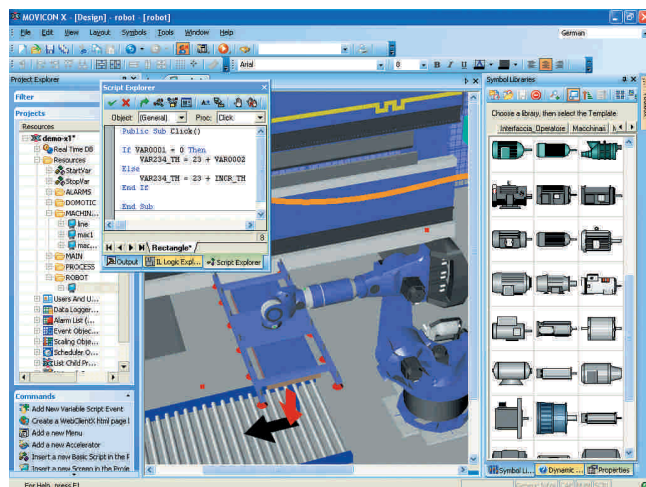 MOVICON X - [Design] - robot - [robot]
File Edit View Layout Symbols Tools Window Help
German
Arial 8 B I U A
Project Explorer
Filter
Projects
Resources
demo-x1*
Real Time DB
Resources
StartVar
StopVar
ALARMS
DOMOTIC
MACHIN...
line
mac1
mac...
MAIN
PROCESS
ROBOT
Users And U...
Data Logger...
Alarm List (...
Event Objec...
Scaling Obje...
Scheduler O...
List Child Pr...
Commands
Add New Variable Script Event
Create a WebClientX html page l
Add a new Menu
Add a new Accelerator
Insert a new Basic Script in the F
Insert a new Screen in the Proje
For Help, press F1
Script Explorer
Object: (General) Proc: Click
Public Sub Click()
If VAR0001 = 0 Then
VAR234_TH = 23 + VAR0002
Else
VAR234_TH = 23 + INCR_TH
End If
End Sub
8
Rectangle*
Output IL Logic Expl... Script Explorer
Symbol Libraries
Choose a library, then select the Template
Interfaccia_Operatore Macchinari
Symbol Li... Dynamic ... Properties